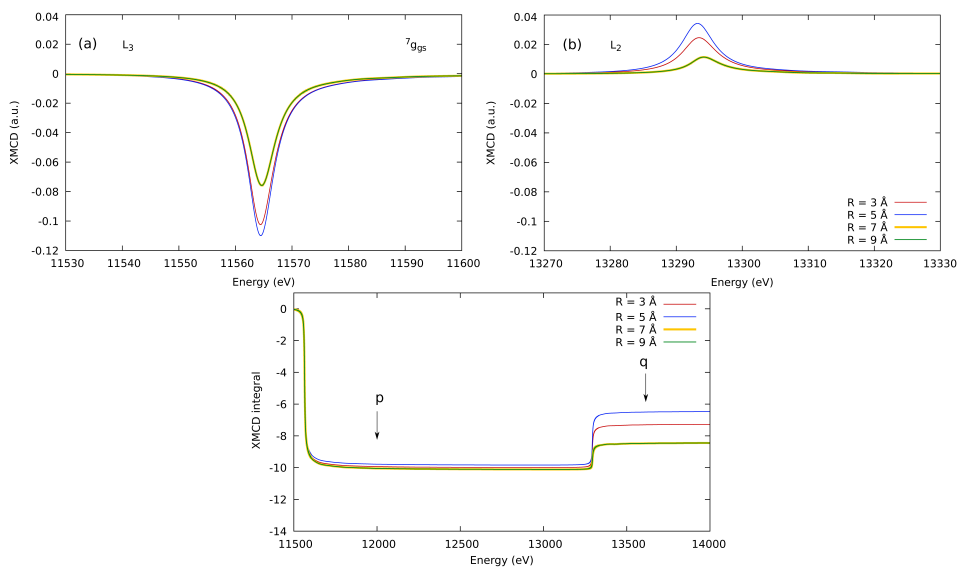 (a) L3 7ggs
XMCD (a.u.)
0.04
0.02
0
-0.02
-0.04
-0.06
-0.08
-0.1
-0.12
11530 11540 11550 11560 11570 11580 11590 11600
Energy (eV)
(b) L2
XMCD (a.u.)
0.04
0.02
0
-0.02
-0.04
-0.06
-0.08
-0.1
-0.12
R = 3 Å
R = 5 Å
R = 7 Å
R = 9 Å
13270 13280 13290 13300 13310 13320 13330
Energy (eV)
XMCD integral
0
-2
-4
-6
-8
-10
-12
-14
R = 3 Å
R = 5 Å
R = 7 Å
R = 9 Å
p
q
11500 12000 12500 13000 13500 14000
Energy (eV)